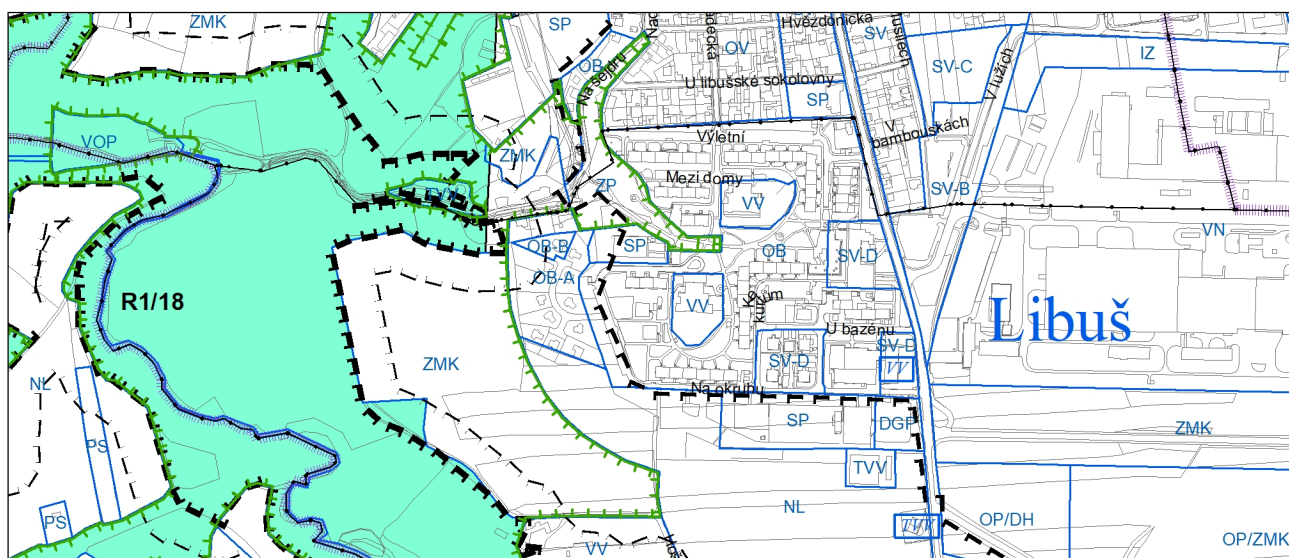 ZMK
SP
Hvězdonická
SV
OB
OV
SV-C
V lužích
IZ
Na šejdru
U libušské sokolovny
SP
VOP
Výletní
V
bambouskách
ZMK
Mezi domy
ZP
SV-B
VV
VN
OB-B
SP
OB
SV-D
OB-A
R1/18
VV
Libuš
U bazénu
SV-D
ZMK
SV-D
VV
NL
Na okruhu
SP
DGP
ZMK
PS
TVV
NL
PS
OP/DH
TVV
OP/ZMK
VV